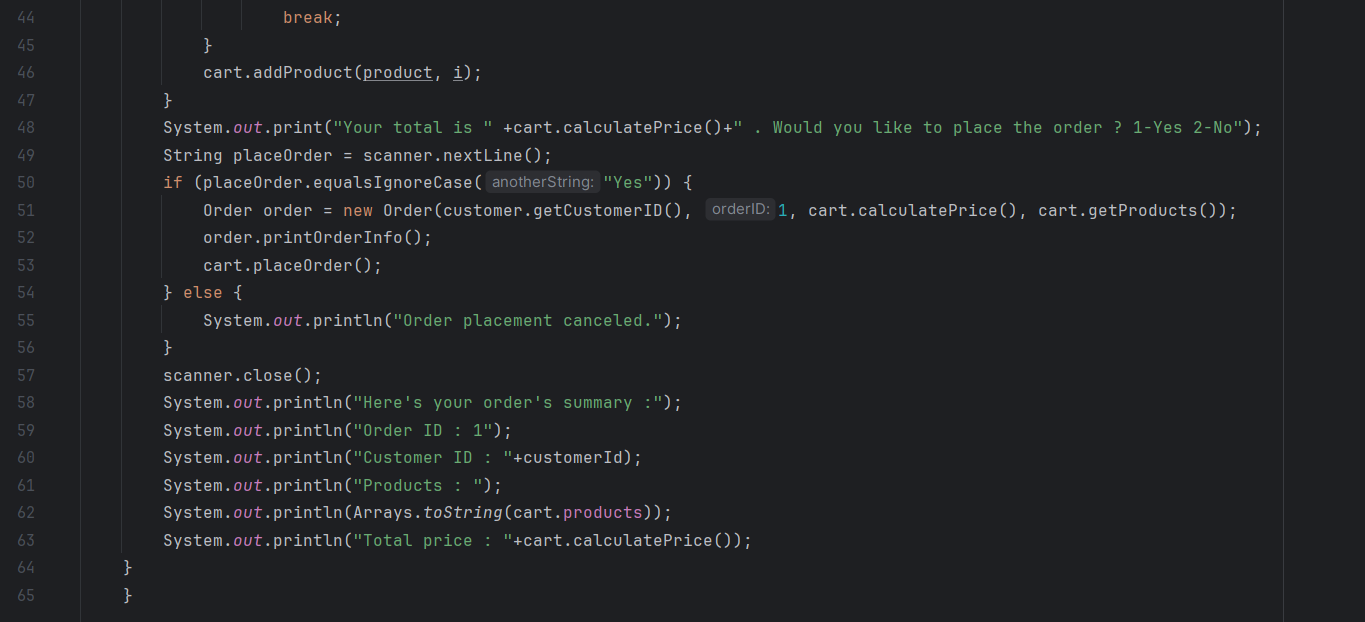 44 break;
45 }
46 cart.addProduct(product, i);
47 }
48 System.out.print("Your total is " +cart.calculatePrice()+" . Would you like to place the order ? 1-Yes 2-No");
49 String placeOrder = scanner.nextLine();
50 if (placeOrder.equalsIgnoreCase( anotherString: "Yes")) {
51 Order order = new Order(customer.getCustomerID(), orderID: 1, cart.calculatePrice(), cart.getProducts());
52 order.printOrderInfo();
53 cart.placeOrder();
54 } else {
55 System.out.println("Order placement canceled.");
56 }
57 scanner.close();
58 System.out.println("Here's your order's summary :");
59 System.out.println("Order ID : 1");
60 System.out.println("Customer ID : "+customerId);
61 System.out.println("Products : ");
62 System.out.println(Arrays.toString(cart.products));
63 System.out.println("Total price : "+cart.calculatePrice());
64 }
65 }